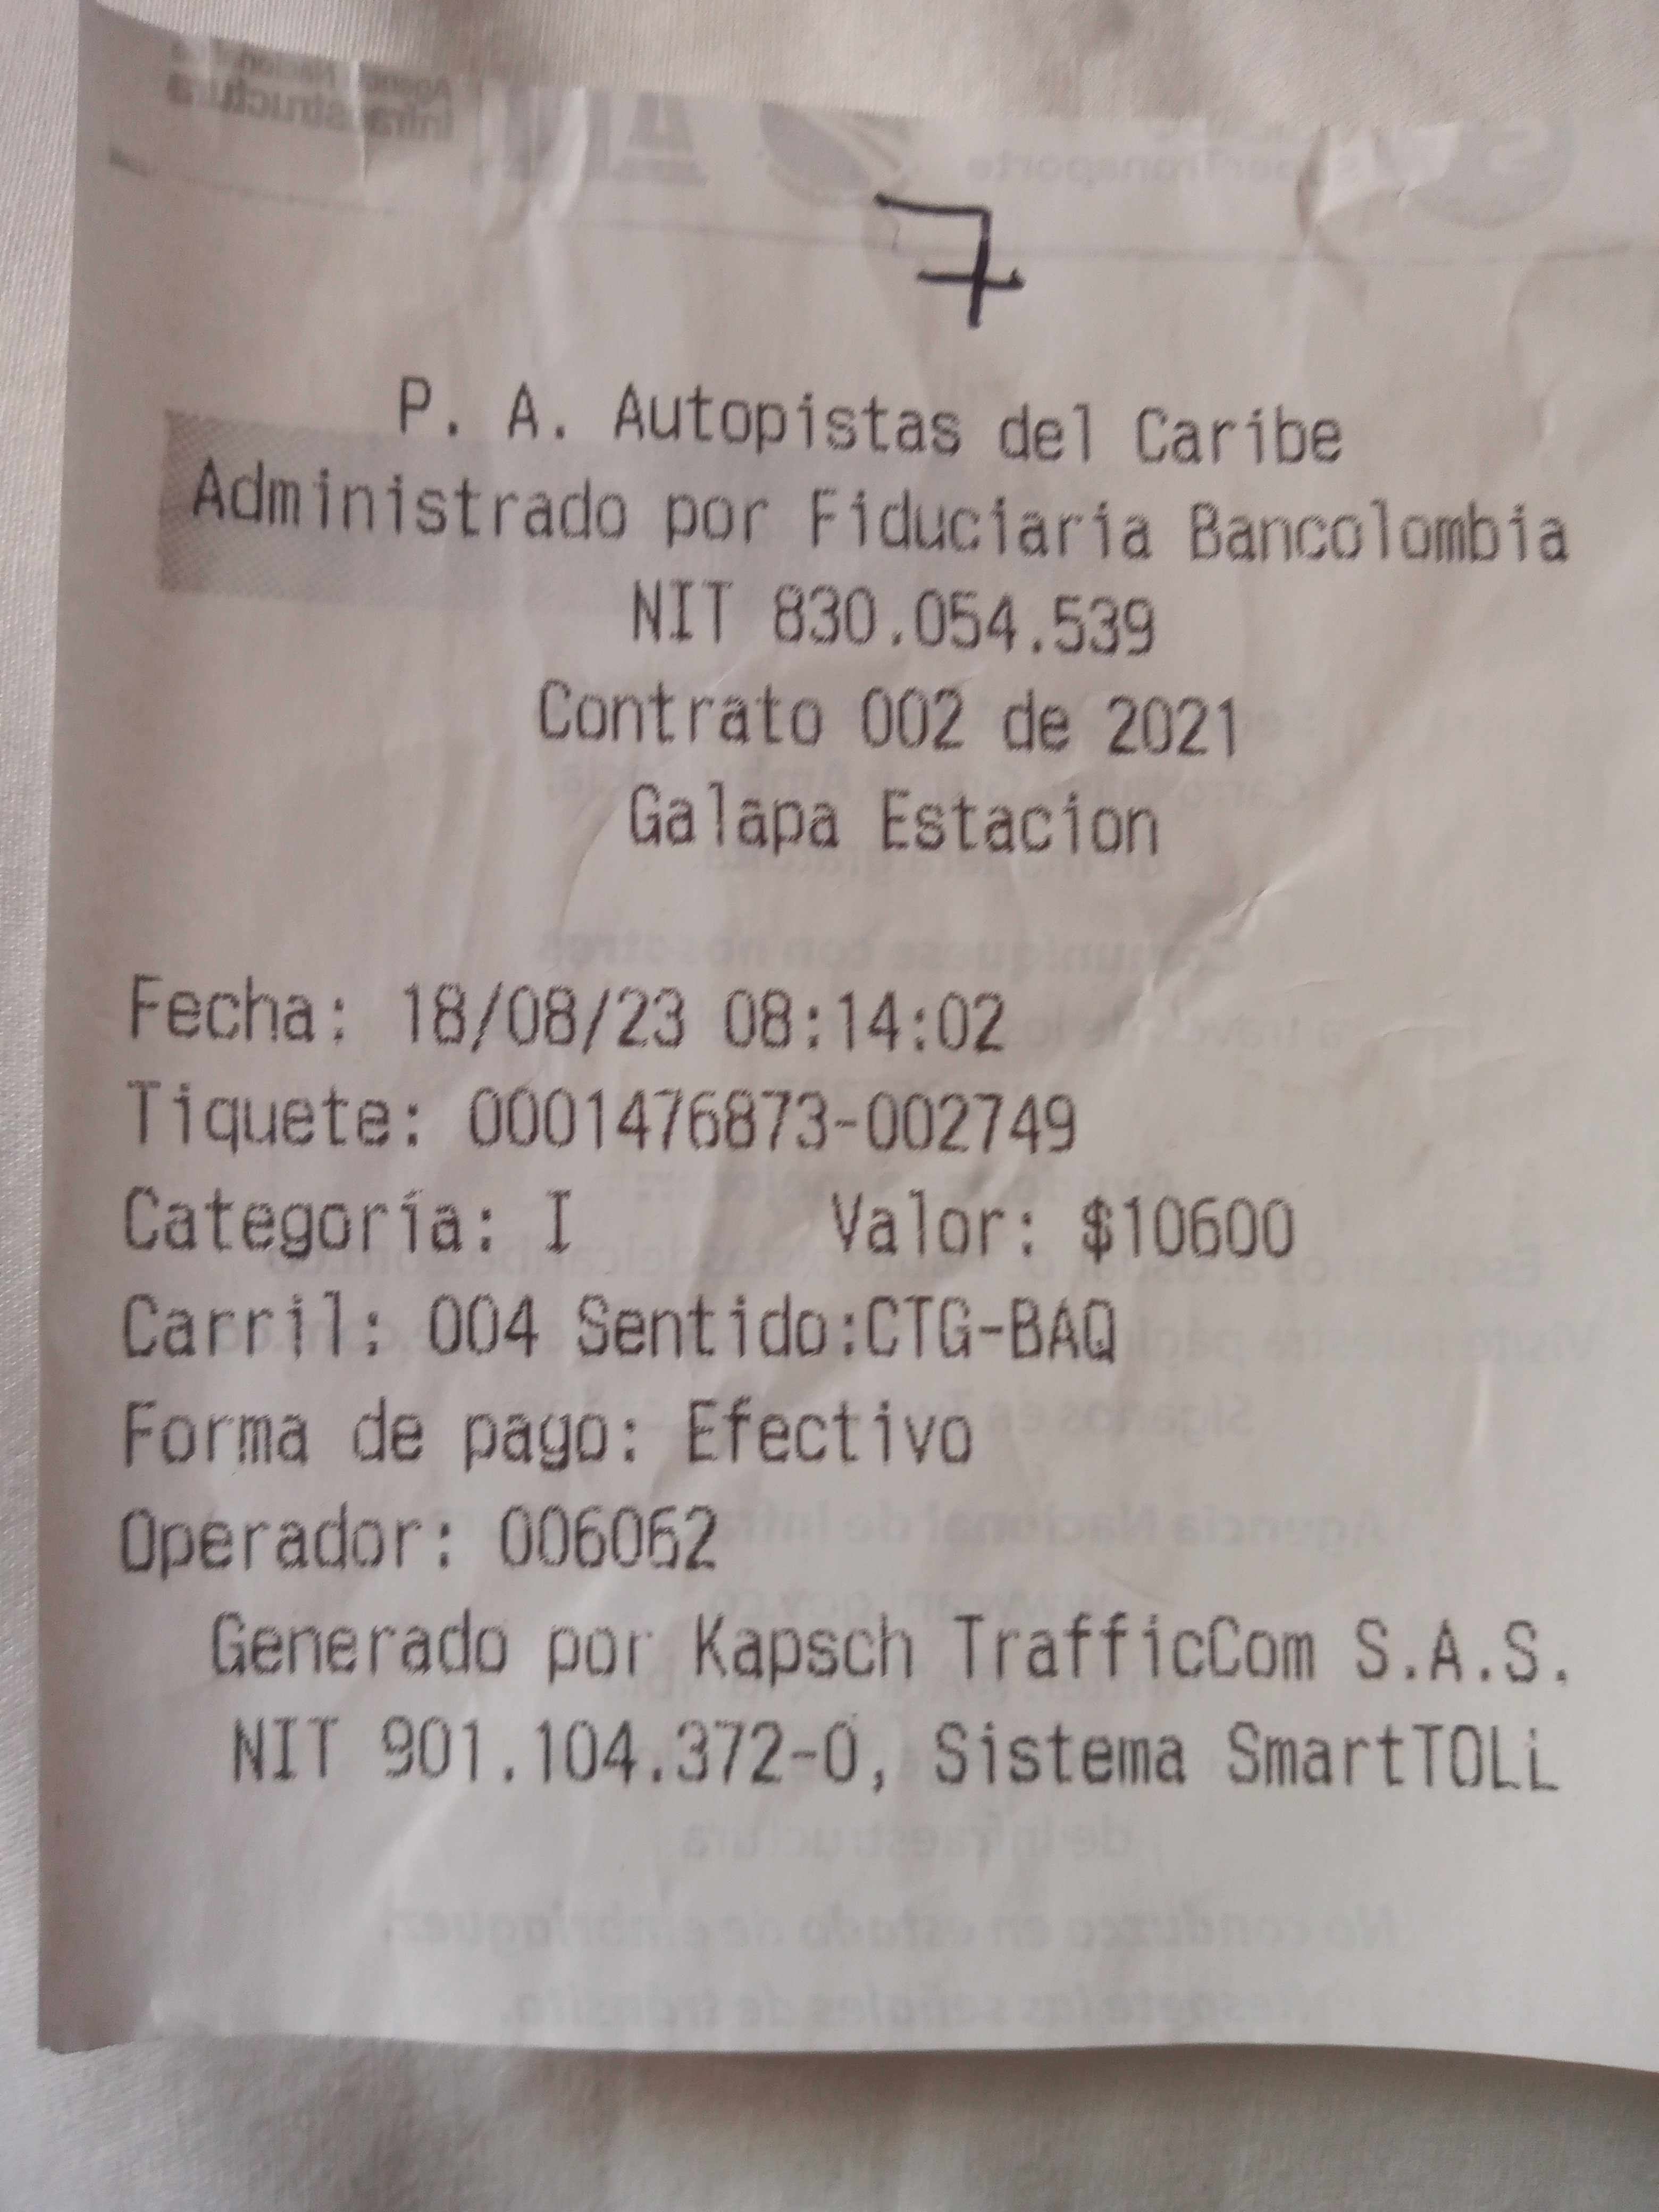 7
P. A. Autopistas del Caribe
Administrado por Fiduciaria Bancolombia
NIT 830.054.539
Contrato 002 de 2021
Galapa Estacion
Fecha: 18/08/23 08:14:02
Tiquete: 0001476873-002749
Categoría: I Valor: $10600
Carril: 004 Sentido:CTG-BAQ
Forma de pago: Efectivo
Operador: 006062
Generado por Kapsch TrafficCom S.A.S.
NIT 901.104.372-0, Sistema SmartTOLL